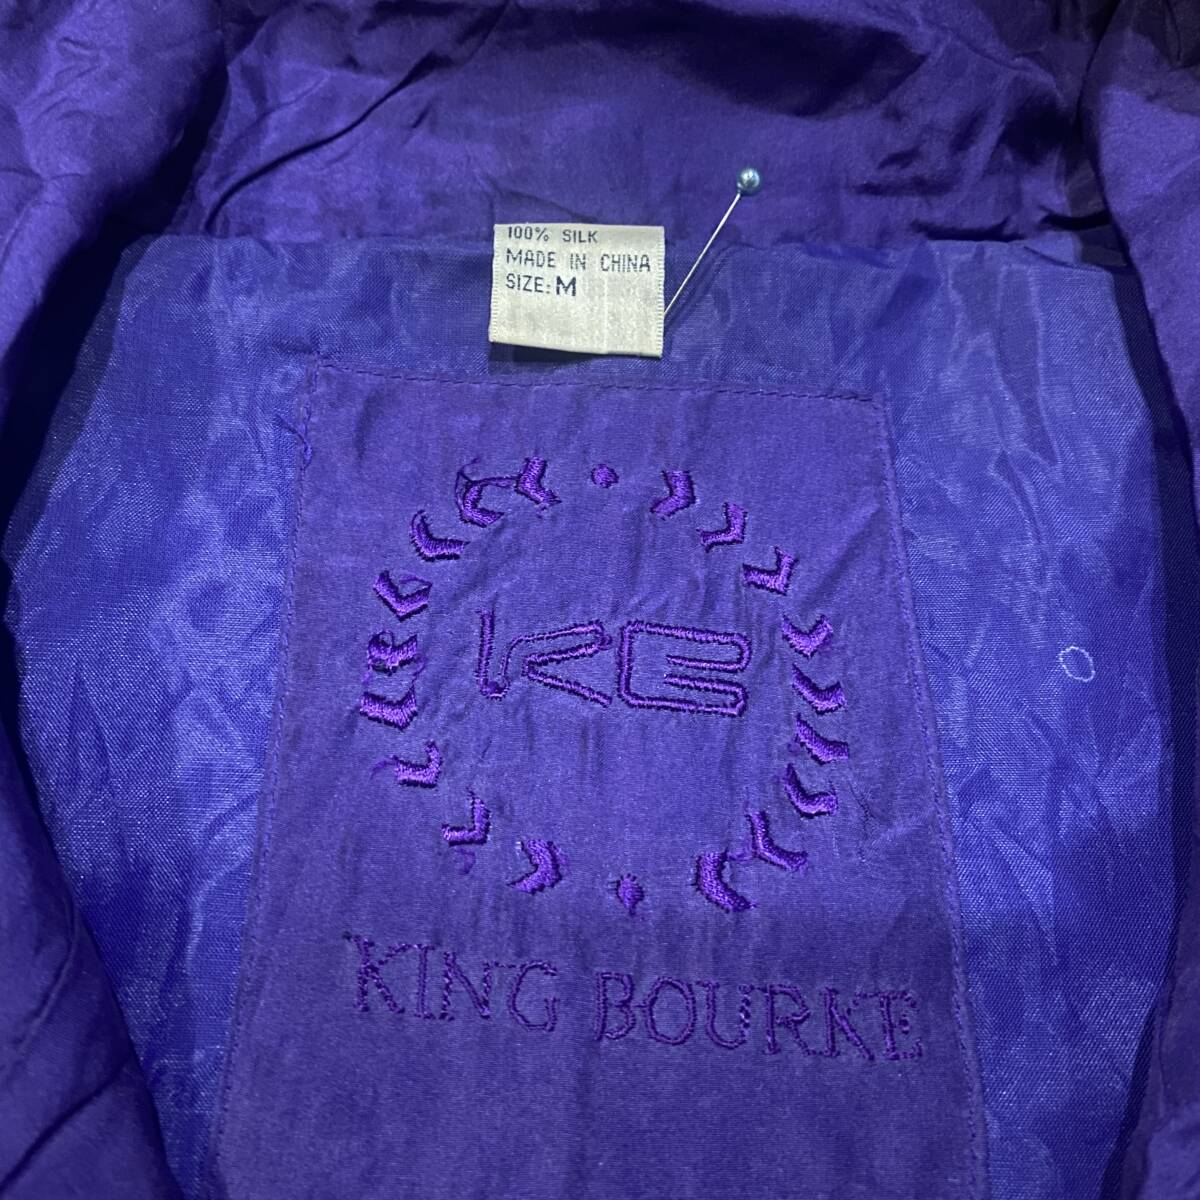 100% SILK
MADE IN CHINA
SIZE: M
KB
KING BOURKE